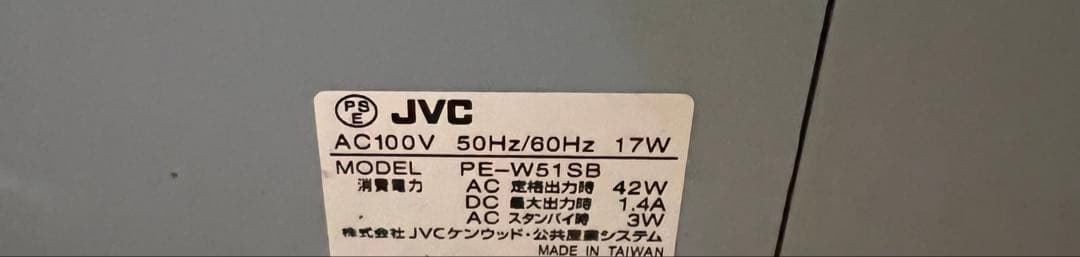 PSE JVC
AC100V 50Hz/60Hz 17W
MODEL PE-W51SB
消費電力 AC 定格出力時 42W
DC 最大出力時 1.4A
AC スタンバイ時 3W
株式会社JVCケンウッド・公共産業システム
MADE IN TAIWAN